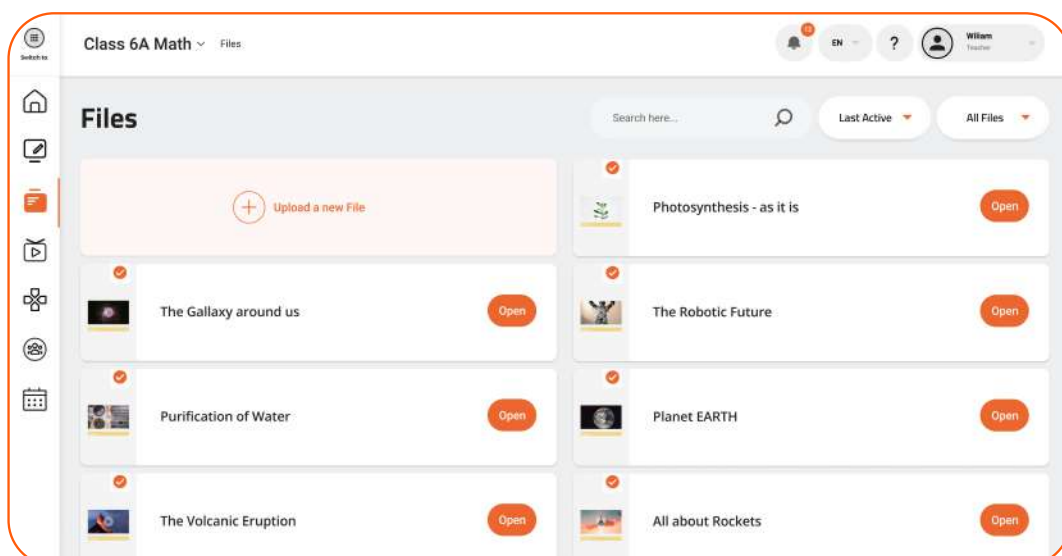 Switch to
Class 6A Math
Files
13
EN
?
Wiliam
Teacher
Files
Search here...
Last Active
All Files
Upload a new File
Photosynthesis - as it is
Open
The Gallaxy around us
Open
The Robotic Future
Open
Purification of Water
Open
Planet EARTH
Open
The Volcanic Eruption
Open
All about Rockets
Open